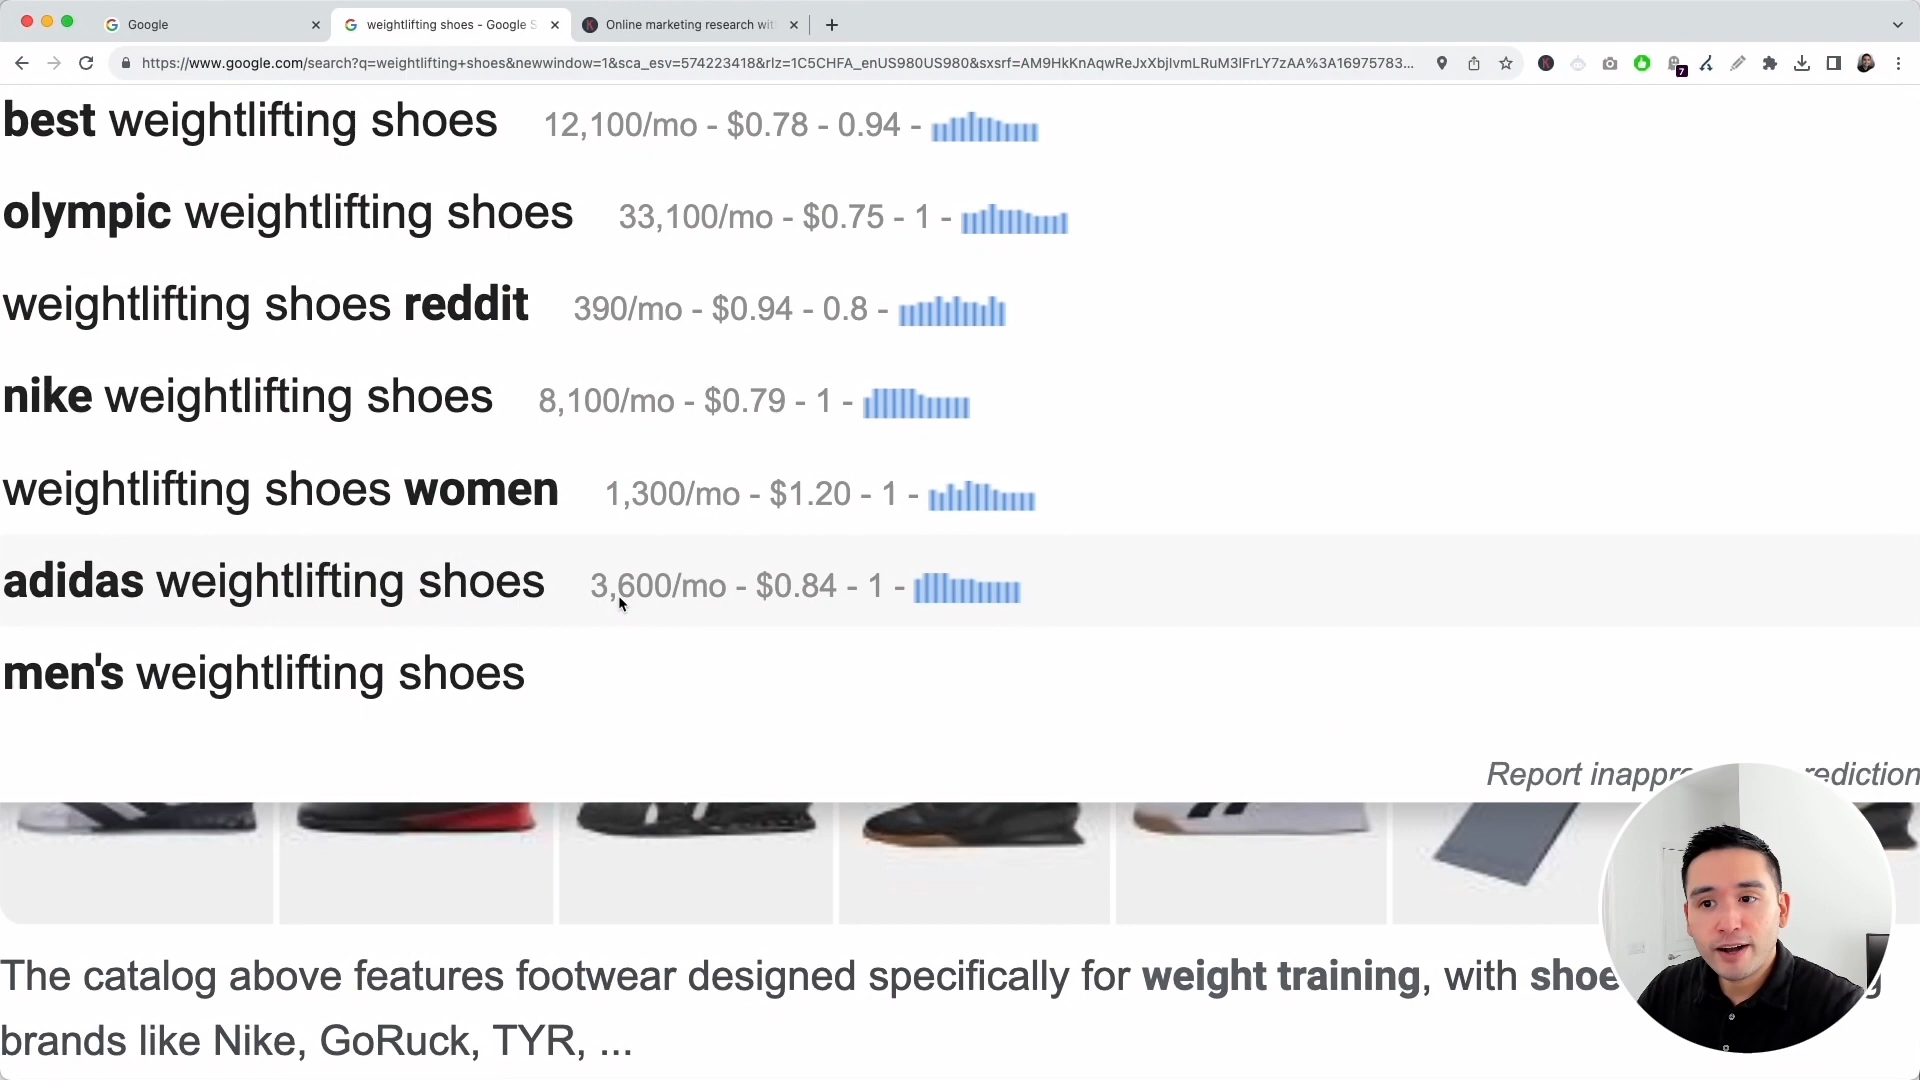 Google
weightlifting shoes - Google S
Online marketing research wit
https://www.google.com/search?q=weightlifting+shoes&newwindow=1&sca_esv=574223418&rlz=1C5CHFA_enUS980US980&sxsrf=AM9HkKnAqwReJxXbjlvmLRuM3lFrLY7zAA%3A16975783...
7
best weightlifting shoes 12,100/mo - $0.78 - 0.94 -
olympic weightlifting shoes 33,100/mo - $0.75 - 1 -
weightlifting shoes reddit 390/mo - $0.94 - 0.8 -
nike weightlifting shoes 8,100/mo - $0.79 - 1 -
weightlifting shoes women 1,300/mo - $1.20 - 1 -
adidas weightlifting shoes 3,600/mo - $0.84 - 1 -
men's weightlifting shoes
Report inappr rediction
The catalog above features footwear designed specifically for weight training, with shoe
brands like Nike, GoRuck, TYR, ...